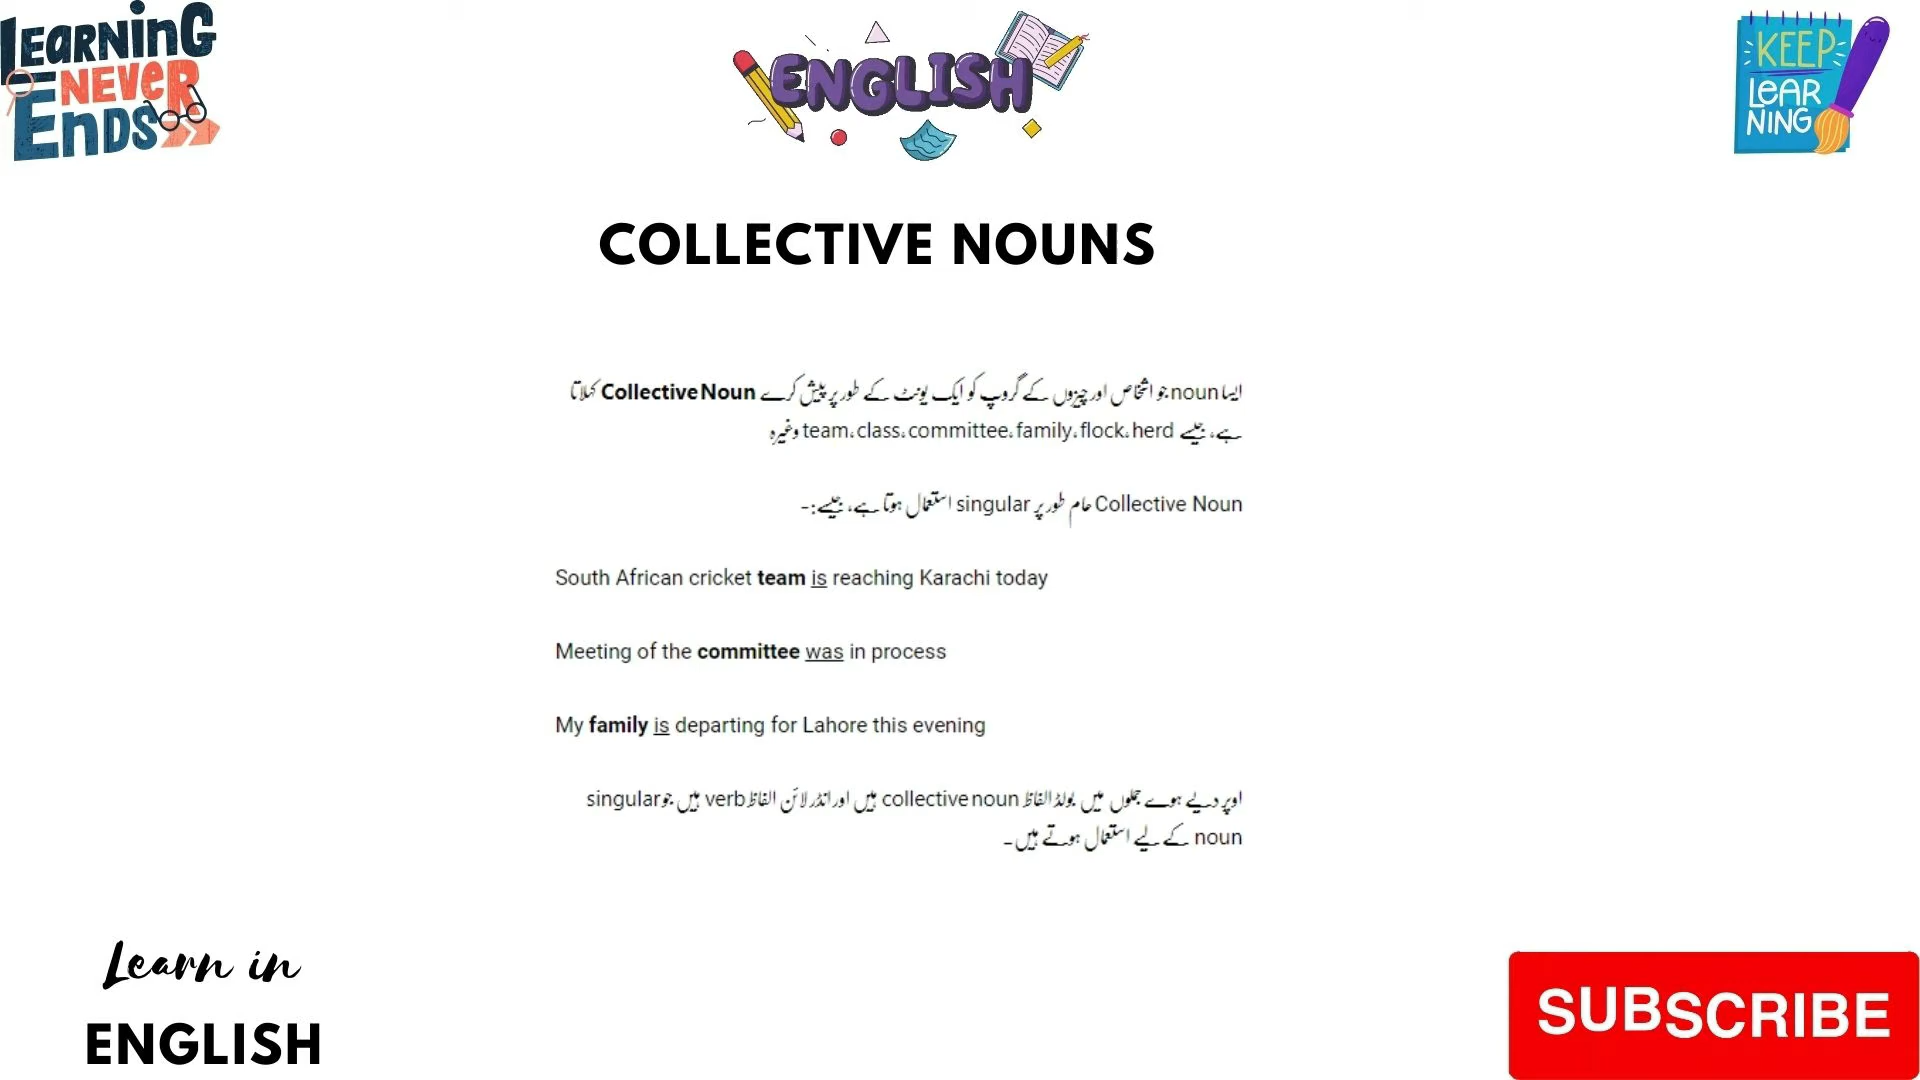 LEARNING
NEVER
ENDS
ENGLISH
KEEP
LEAR
NING
COLLECTIVE NOUNS
ایسا noun جو اشخاص اور چیزوں کے گروپ کو ایک یونٹ کے طور پر پیش کرے Collective Noun کہلاتا
ہے، جیسے team، class، committee، family، flock، herd وغیرہ
Collective Noun عام طور پر singular استعمال ہوتا ہے، جیسے:-
South African cricket team is reaching Karachi today
Meeting of the committee was in process
My family is departing for Lahore this evening
اوپر دیے ہوے جملوں میں بولڈ الفاظ collective noun ہیں اور انڈر لائن الفاظ verb ہیں جو singular
noun کے لیے استعمال ہوتے ہیں۔
Learn in
ENGLISH
SUBSCRIBE